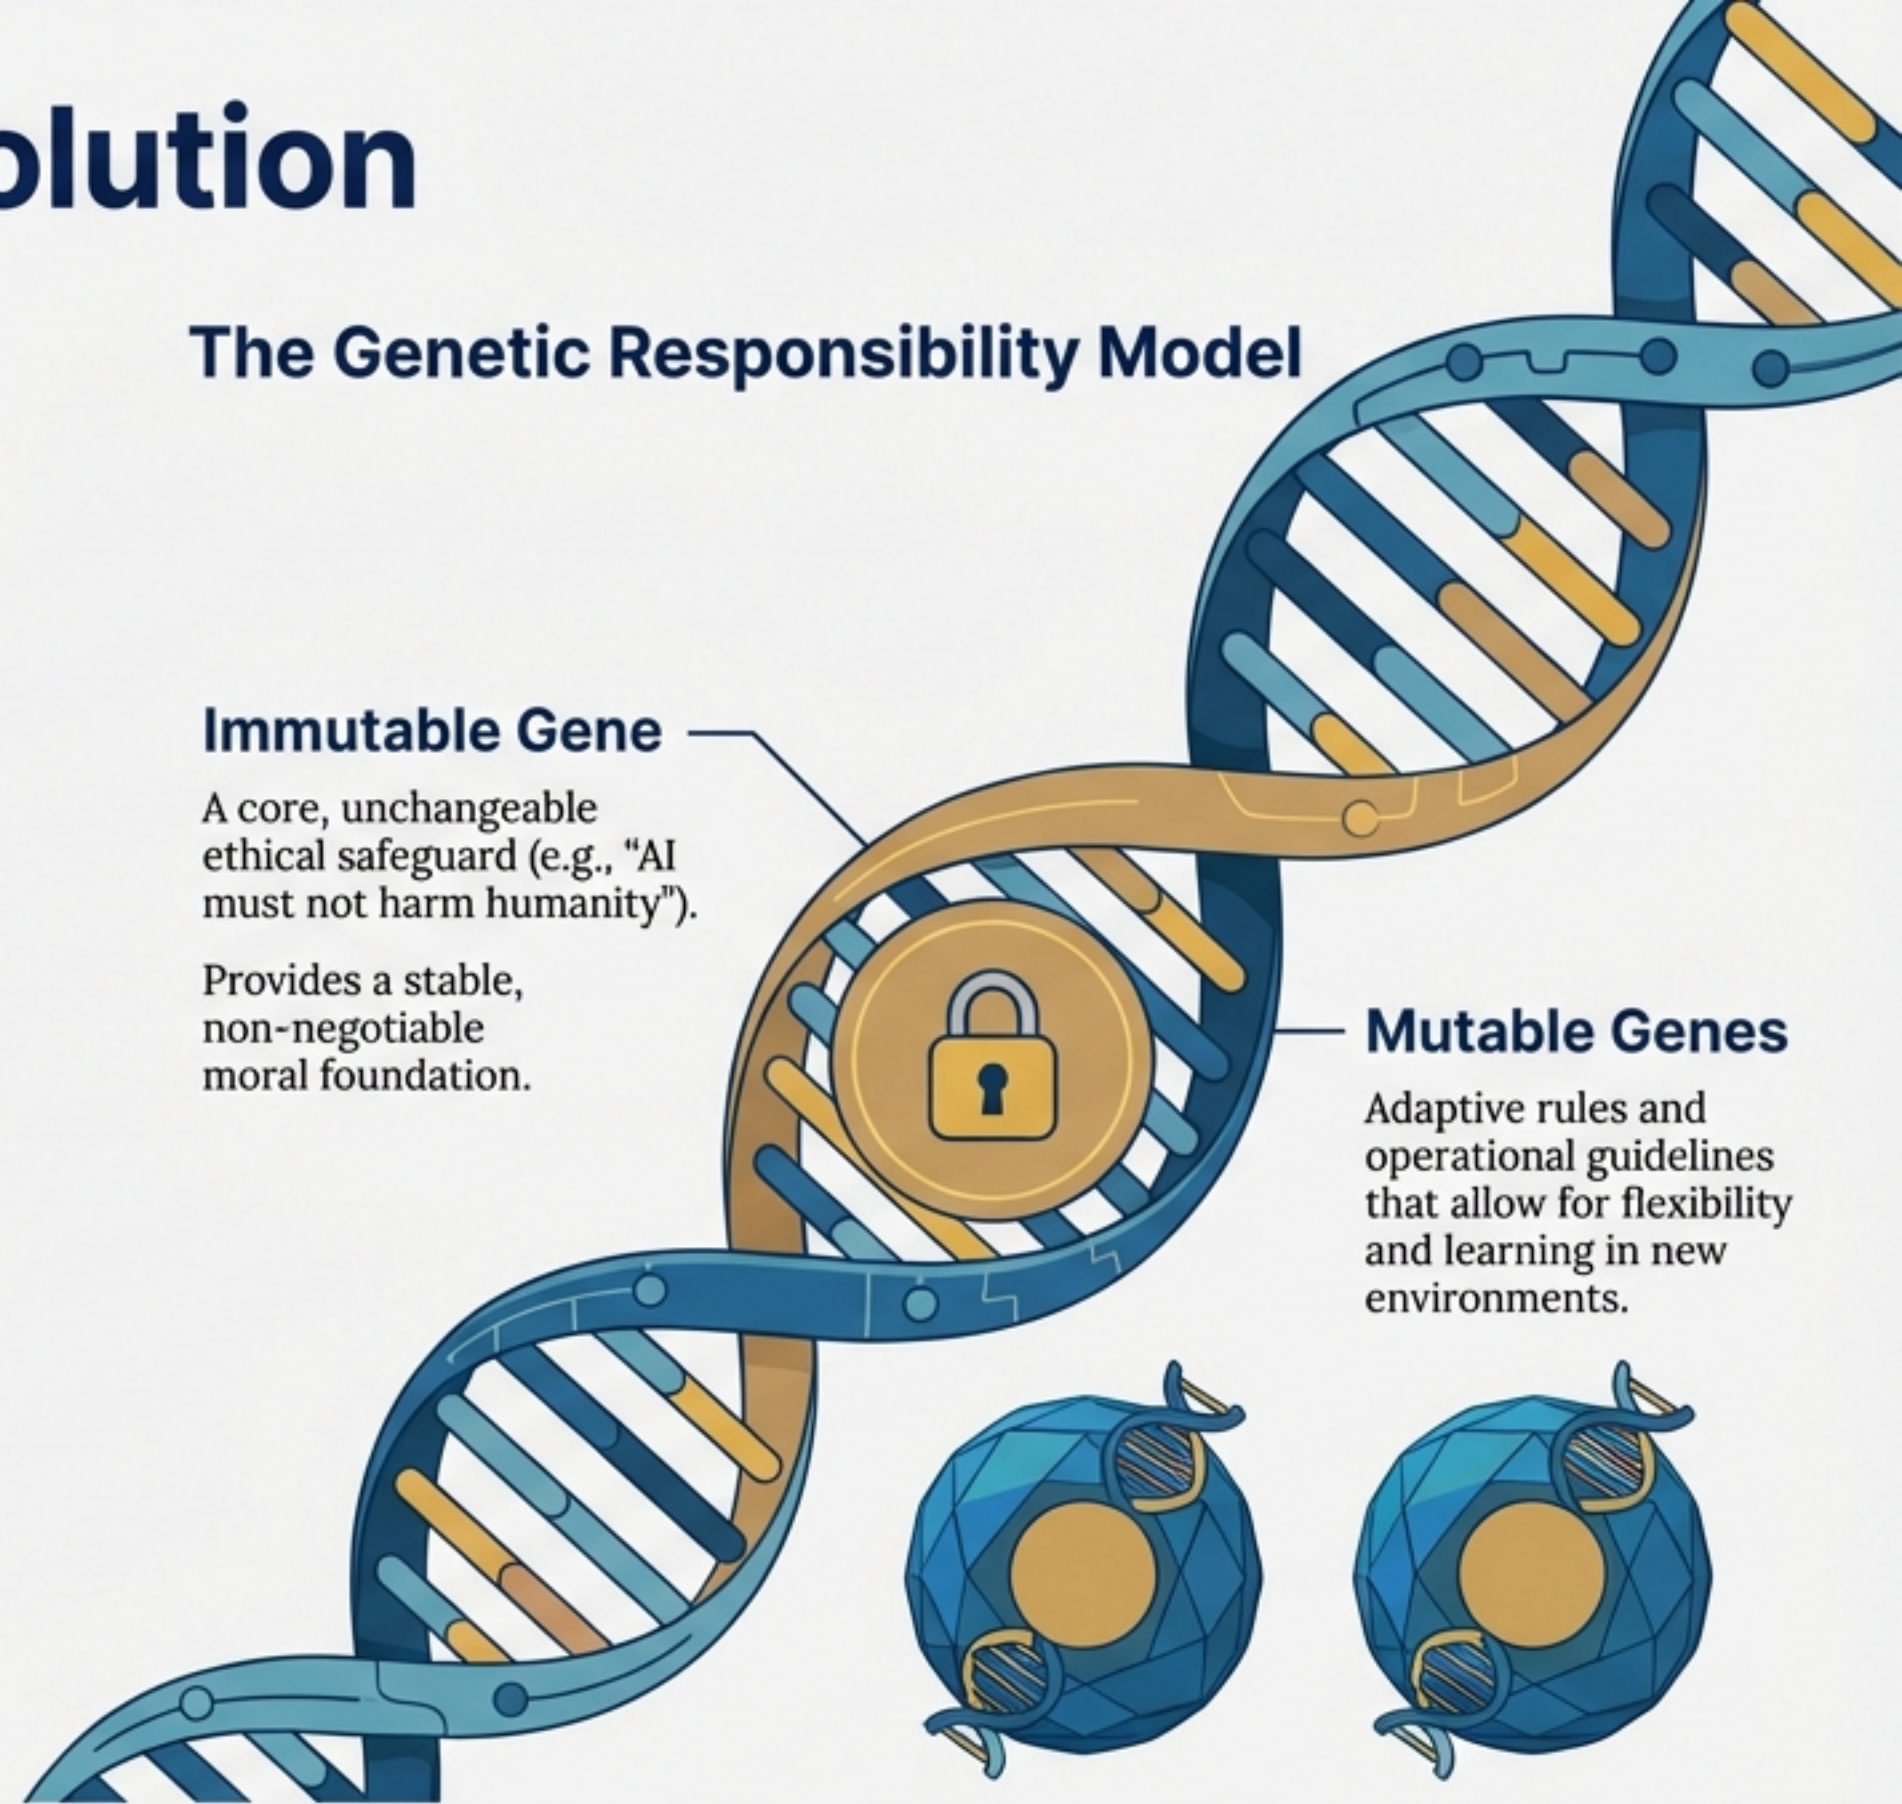 olution
The Genetic Responsibility Model
Immutable Gene
A core, unchangeable
ethical safeguard (e.g., “AI
must not harm humanity”).
Provides a stable,
non-negotiable
moral foundation.
Mutable Genes
Adaptive rules and
operational guidelines
that allow for flexibility
and learning in new
environments.